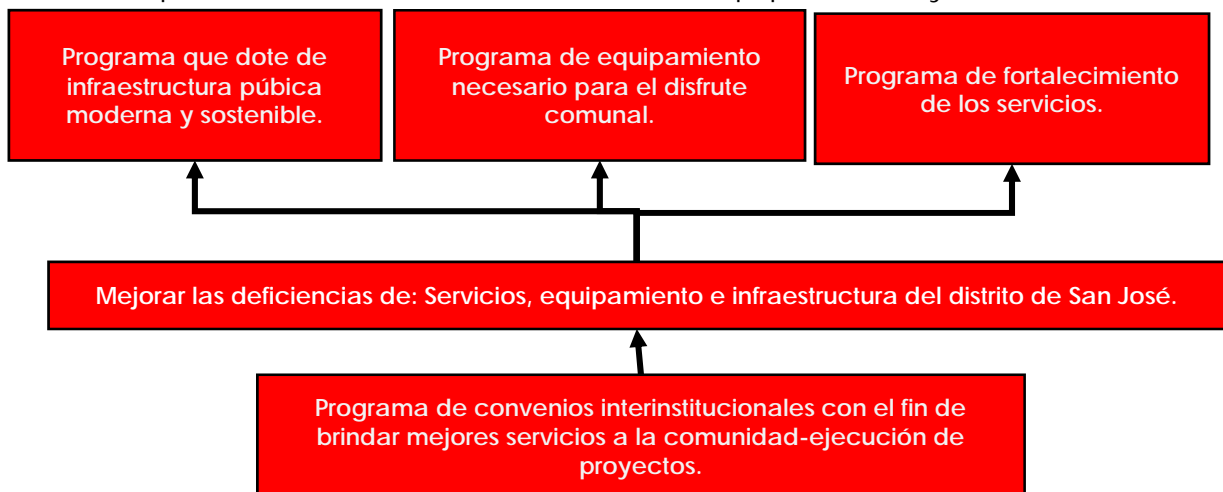 Programa que dote de
infraestructura púbica
moderna y sostenible.
Programa de equipamiento
necesario para el disfrute
comunal.
Programa de fortalecimiento
de los servicios.
Mejorar las deficiencias de: Servicios, equipamiento e infraestructura del distrito de San José.
Programa de convenios interinstitucionales con el fin de
brindar mejores servicios a la comunidad-ejecución de
proyectos.